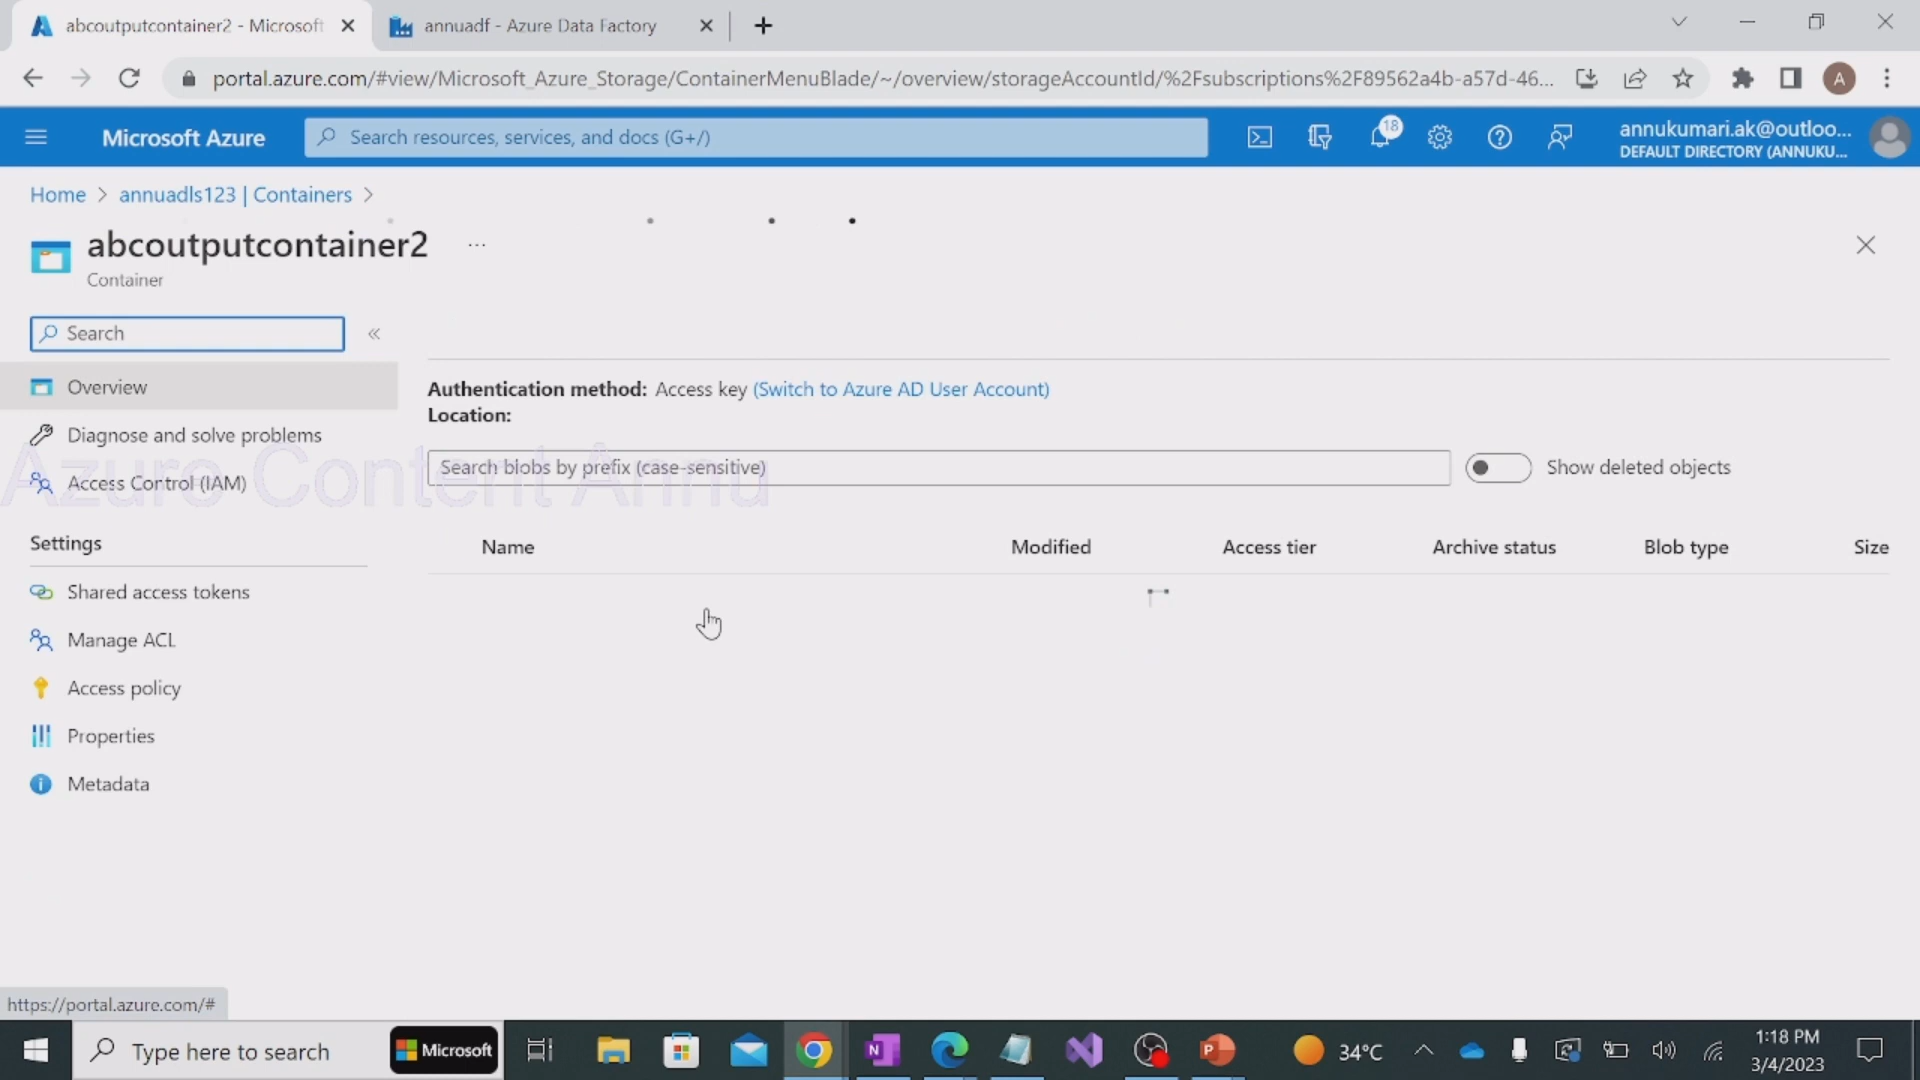 abcoutputcontainer2 - Microsoft
annuadf - Azure Data Factory
portal.azure.com/#view/Microsoft_Azure_Storage/ContainerMenuBlade/~/overview/storageAccountId/%2Fsubscriptions%2F89562a4b-a57d-46...
A
Microsoft Azure
Search resources, services, and docs (G+/)
18
annukumari.ak@outloo...
DEFAULT DIRECTORY (ANNUKU...
Home > annuadls123 | Containers >
abcoutputcontainer2 ...
Container
Search «
Overview
Diagnose and solve problems
Access Control (IAM)
Settings
Shared access tokens
Manage ACL
Access policy
Properties
Metadata
Authentication method: Access key (Switch to Azure AD User Account)
Location:
Search blobs by prefix (case-sensitive)
Show deleted objects
Azure Content Annu
Name Modified Access tier Archive status Blob type Size
https://portal.azure.com/#
Type here to search
Microsoft
34°C
1:18 PM
3/4/2023